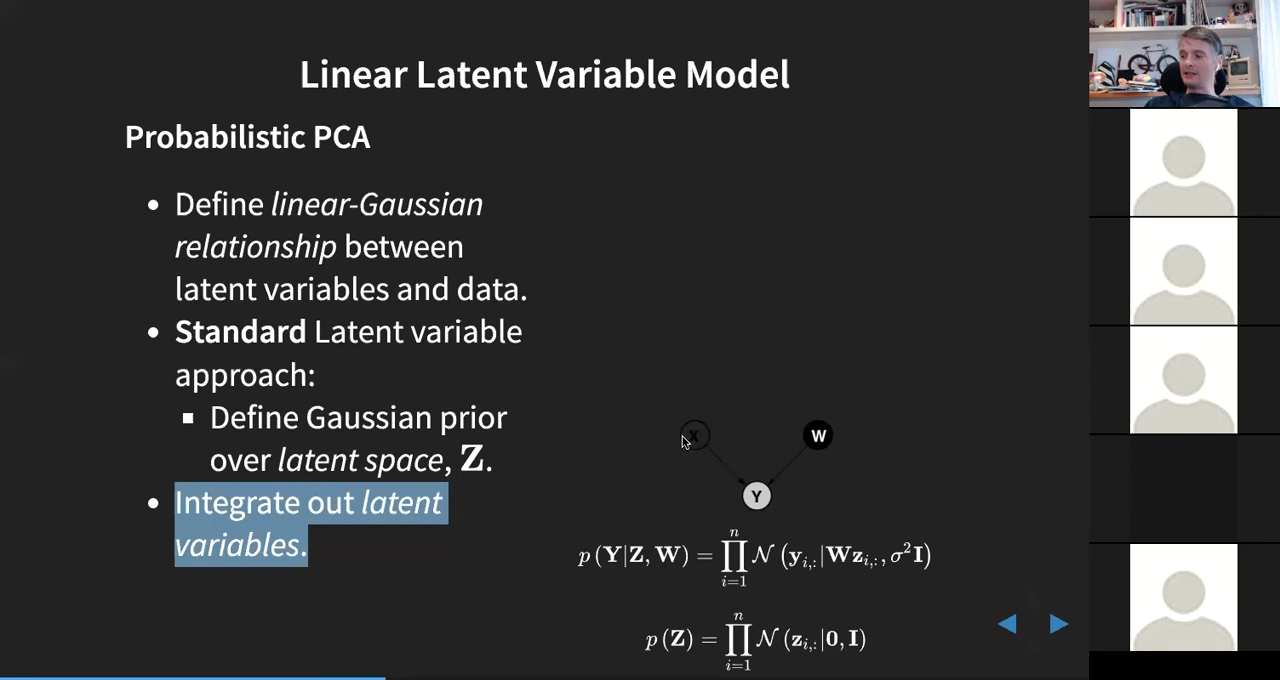 Linear Latent Variable Model
Probabilistic PCA
• Define linear-Gaussian
relationship between
latent variables and data.
• Standard Latent variable
approach:
▪ Define Gaussian prior
over latent space, Z.
• Integrate out latent
variables.
X W
Y
p (Y|Z, W) = ∏_{i=1}^{n} 𝒩 (y_{i,:}|Wz_{i,:}, σ²I)
p (Z) = ∏_{i=1}^{n} 𝒩 (z_{i,:}|0, I)